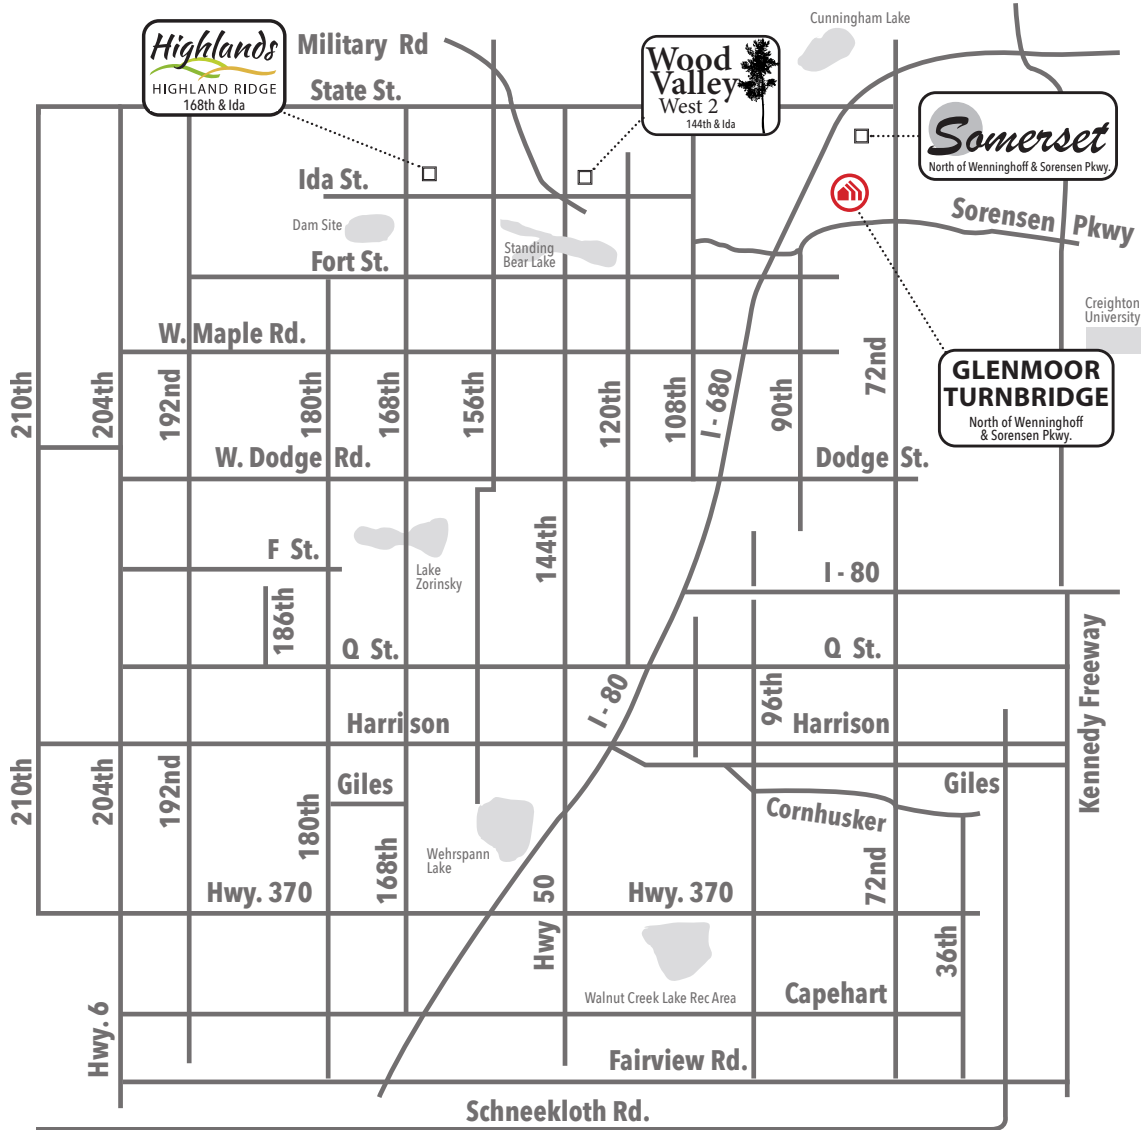 Cunningham Lake
Highlands
HIGHLAND RIDGE
168th & Ida
Military Rd
State St.
Wood
Valley
West 2
144th & Ida
Somerset
North of Wenninghoff & Sorensen Pkwy.
Ida St.
Sorensen Pkwy
Dam Site
Standing
Bear Lake
Fort St.
Creighton
University
W. Maple Rd.
GLENMOOR
TURNBRIDGE
North of Wenninghoff
& Sorensen Pkwy.
210th
204th
192nd
180th
168th
156th
120th
108th
I - 680
90th
72nd
W. Dodge Rd.
Dodge St.
F St.
Lake
Zorinsky
144th
I - 80
186th
Q St.
Q St.
I - 80
96th
Kennedy Freeway
Harrison
Harrison
210th
204th
192nd
180th
Giles
Giles
Cornhusker
168th
Wehrspann
Lake
72nd
Hwy. 370
Hwy 50
Hwy. 370
36th
Walnut Creek Lake Rec Area
Capehart
Hwy. 6
Fairview Rd.
Schneekloth Rd.